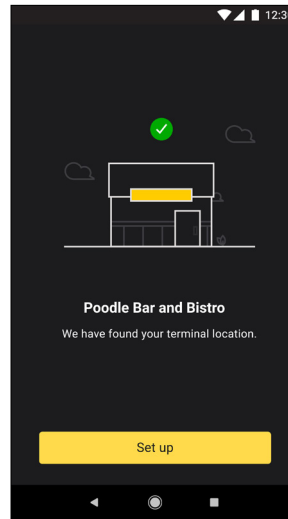 12:3
Poodle Bar and Bistro
We have found your terminal location.
Set up